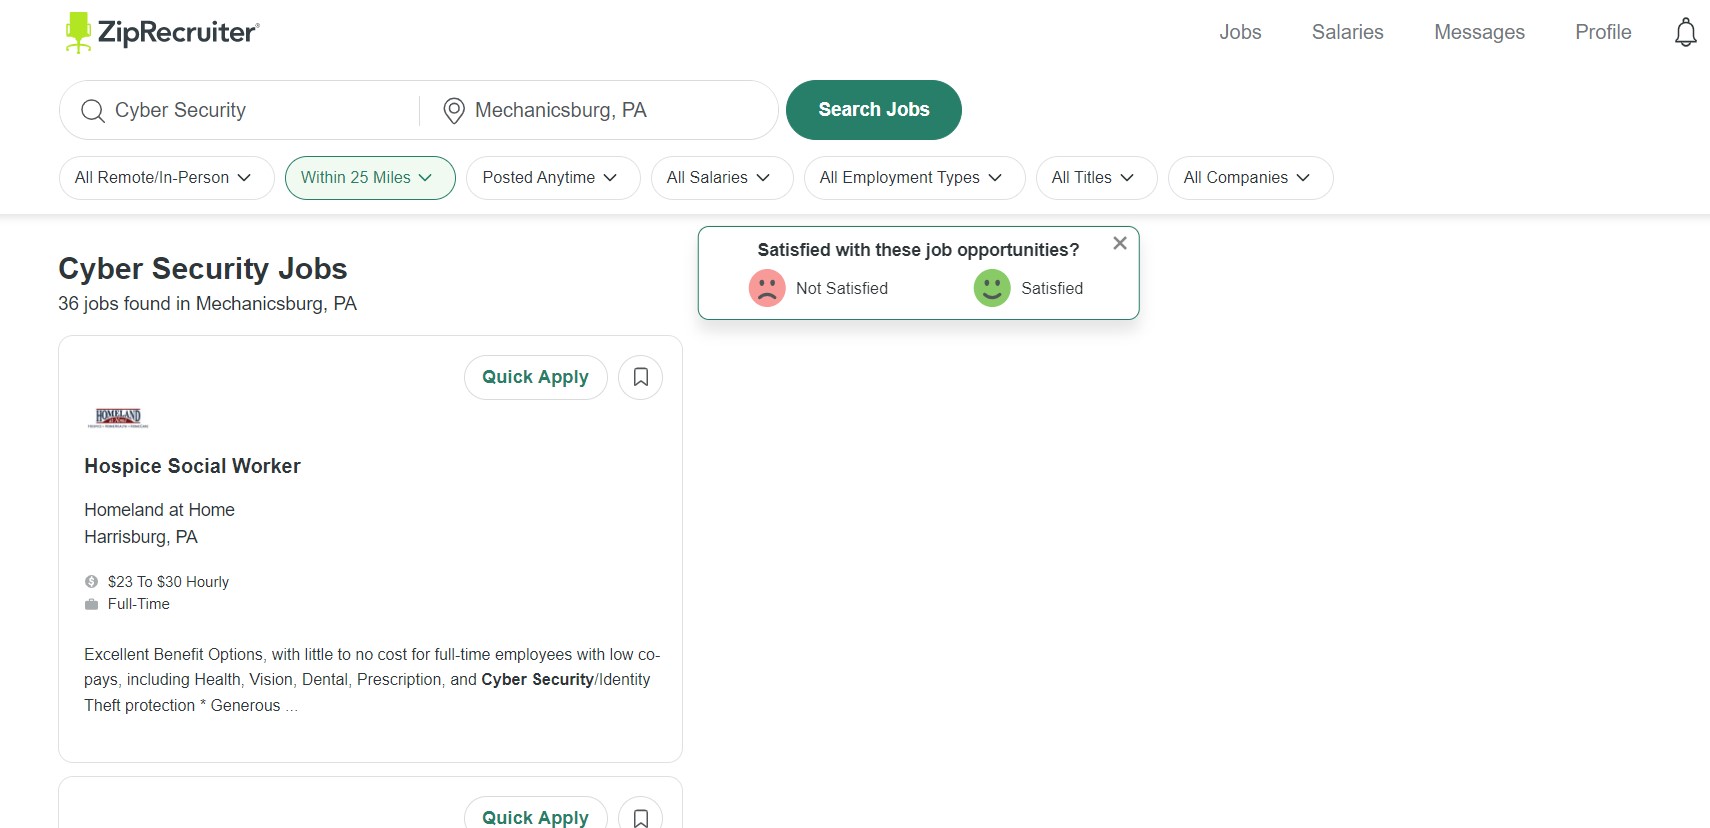 ZipRecruiter
Jobs Salaries Messages Profile
Cyber Security Mechanicsburg, PA Search Jobs
All Remote/In-Person Within 25 Miles Posted Anytime All Salaries All Employment Types All Titles All Companies
Satisfied with these job opportunities?
Not Satisfied Satisfied
Cyber Security Jobs
36 jobs found in Mechanicsburg, PA
Quick Apply
HOMELAND
Hospice Social Worker
Homeland at Home
Harrisburg, PA
$23 To $30 Hourly
Full-Time
Excellent Benefit Options, with little to no cost for full-time employees with low co-
pays, including Health, Vision, Dental, Prescription, and Cyber Security/Identity
Theft protection * Generous ...
Quick Apply